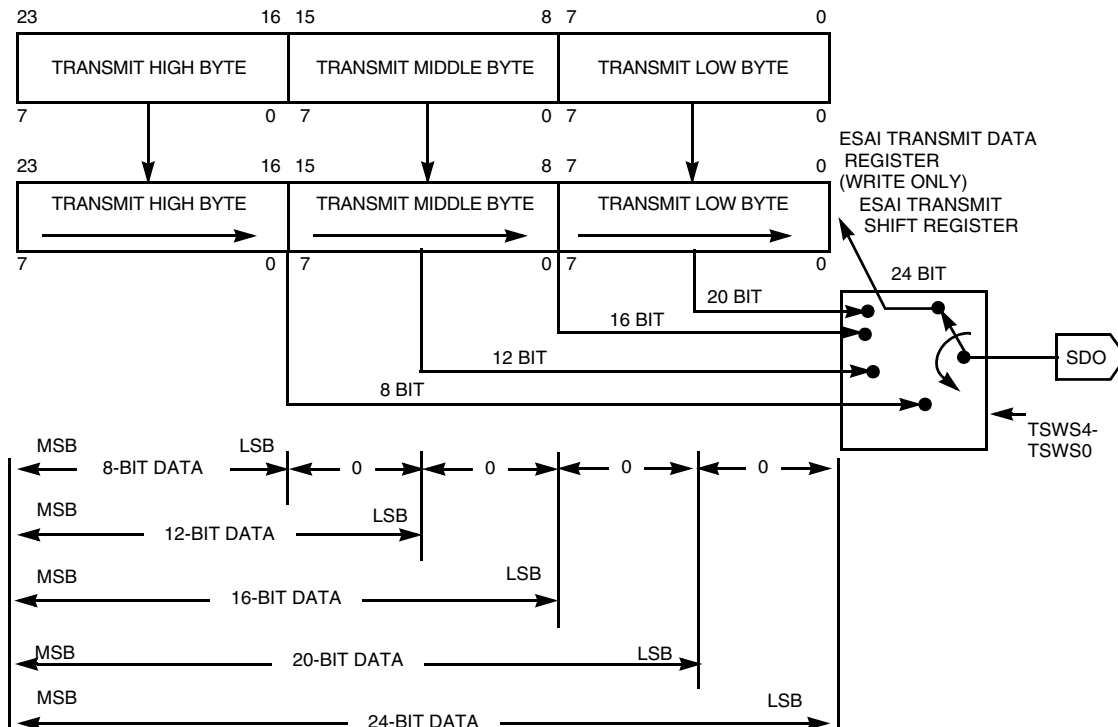 23 16 15 8 7 0
TRANSMIT HIGH BYTE TRANSMIT MIDDLE BYTE TRANSMIT LOW BYTE
7 0 7 0 7 0
23 16 15 8 7 0
TRANSMIT HIGH BYTE TRANSMIT MIDDLE BYTE TRANSMIT LOW BYTE
7 0 7 0 7 0
ESAI TRANSMIT DATA
REGISTER
(WRITE ONLY)
ESAI TRANSMIT
SHIFT REGISTER
24 BIT
20 BIT
16 BIT
12 BIT
8 BIT
SDO
TSWS4-
TSWS0
MSB LSB
8-BIT DATA 0 0 0 0
MSB LSB
12-BIT DATA
MSB LSB
16-BIT DATA
MSB LSB
20-BIT DATA
MSB LSB
24-BIT DATA